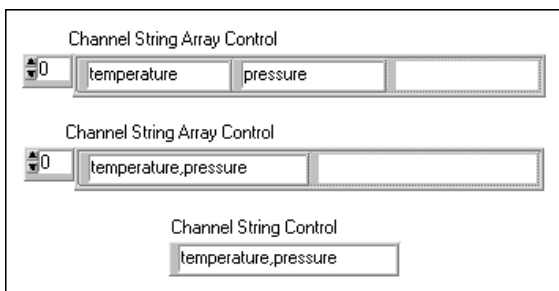 Channel String Array Control
0 temperature pressure
Channel String Array Control
0 temperature,pressure
Channel String Control
temperature,pressure